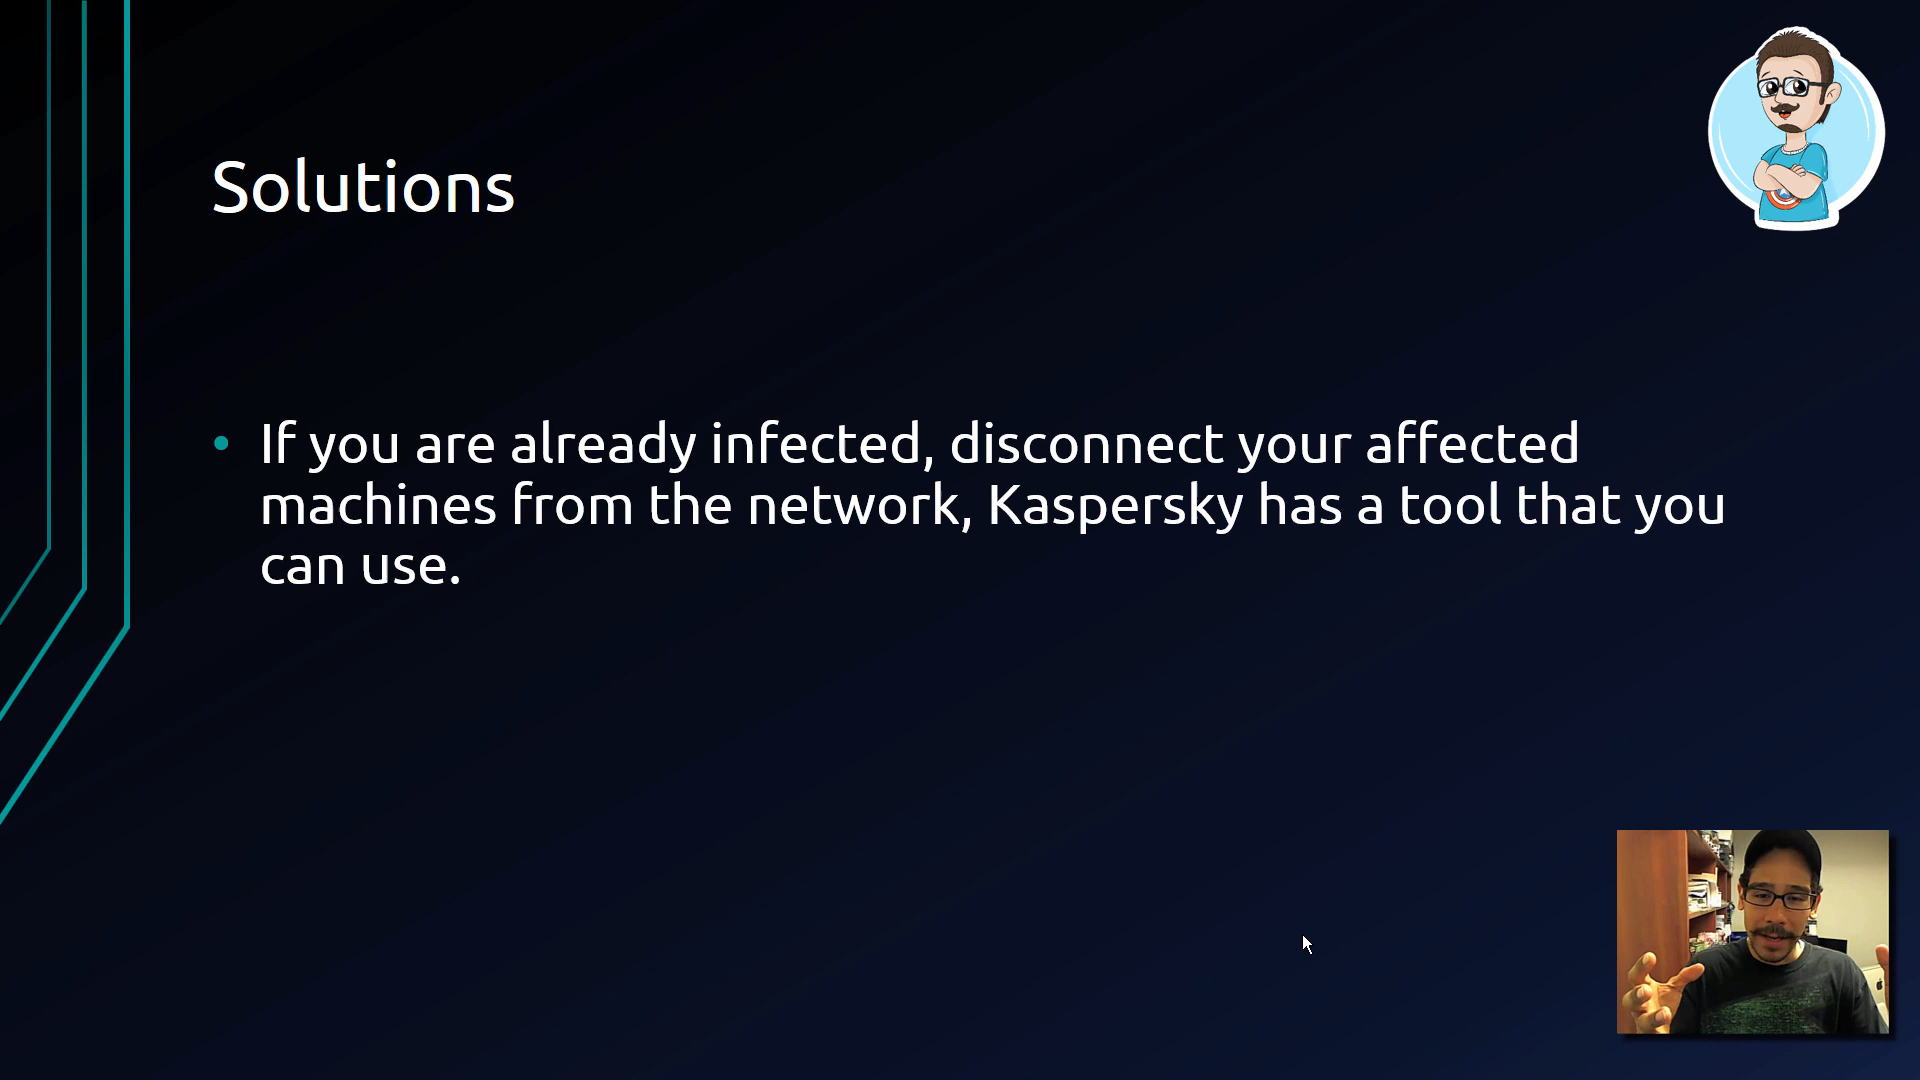 Solutions
• If you are already infected, disconnect your affected
machines from the network, Kaspersky has a tool that you
can use.